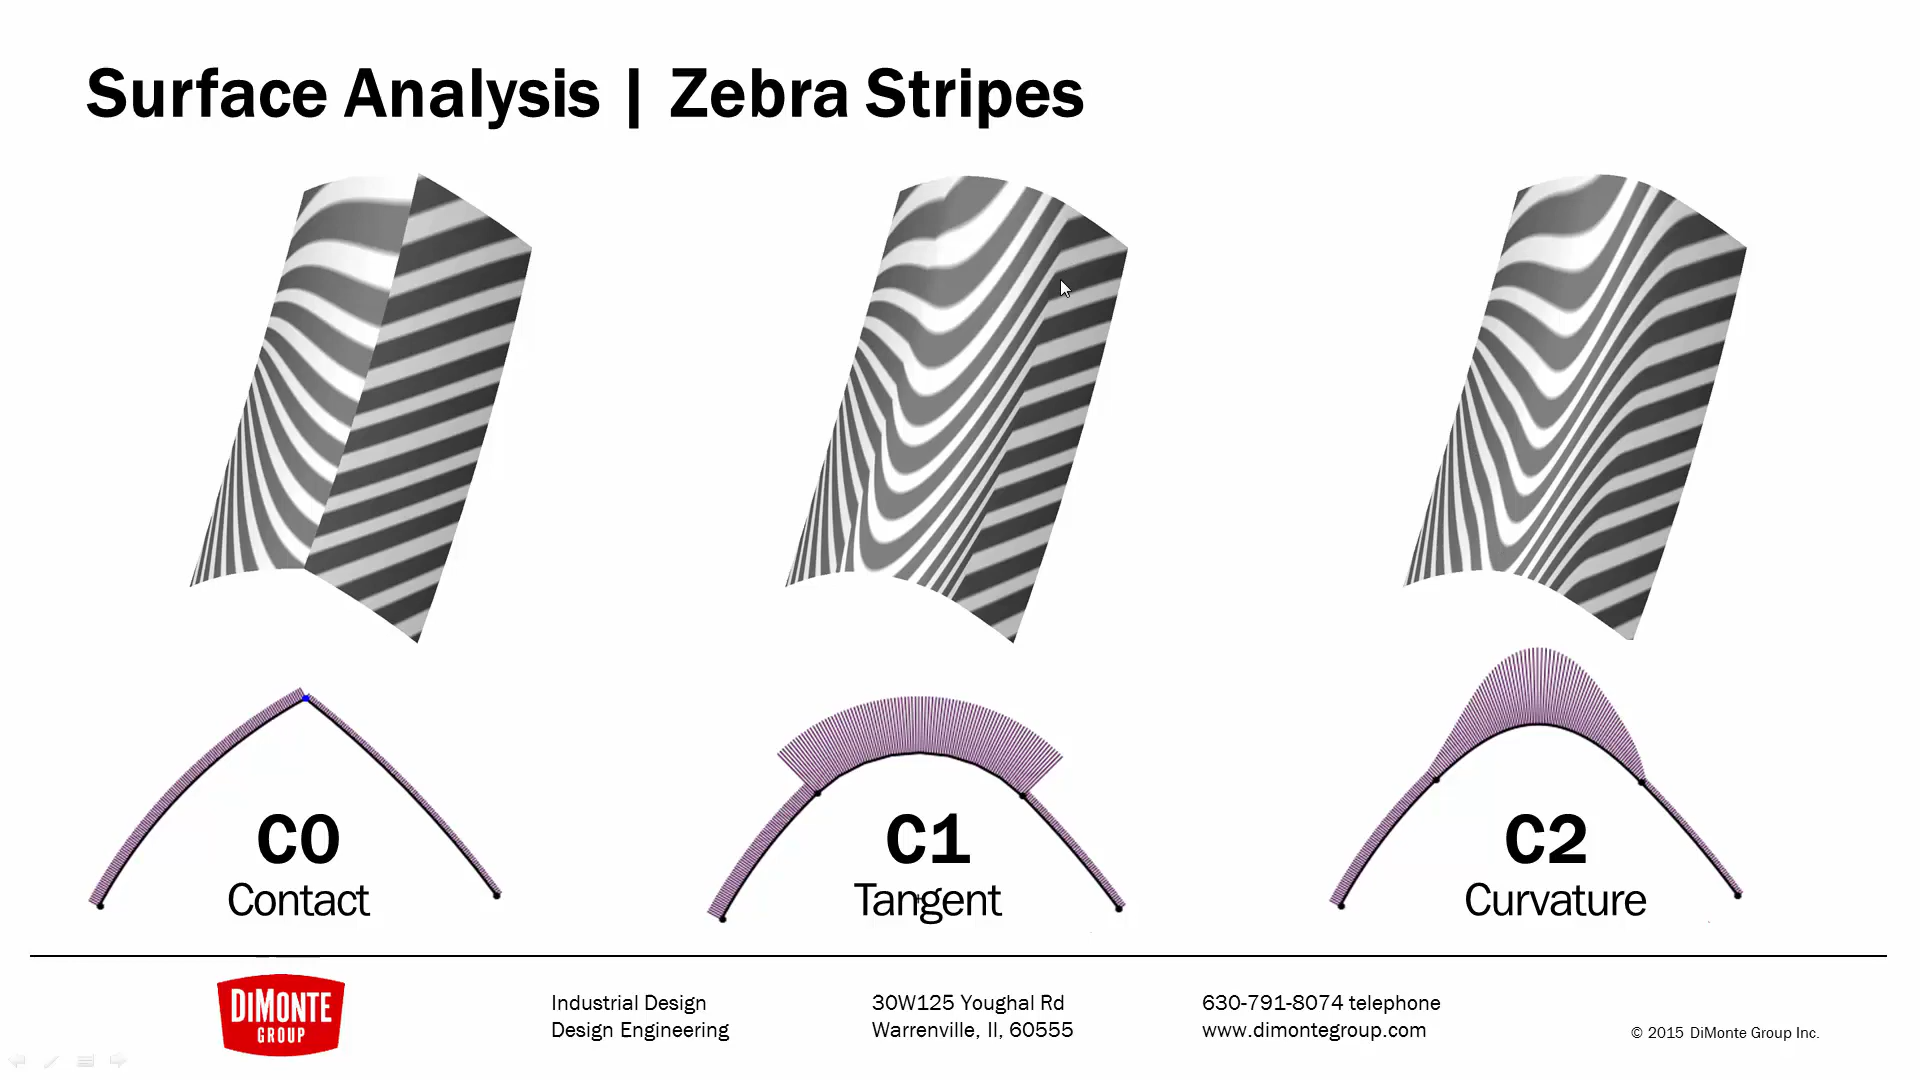 Surface Analysis | Zebra Stripes
C0
Contact
C1
Tangent
C2
Curvature
DIMONTE
GROUP
Industrial Design
Design Engineering
30W125 Youghal Rd
Warrenville, Il, 60555
630-791-8074 telephone
www.dimontegroup.com
© 2015 DiMonte Group Inc.